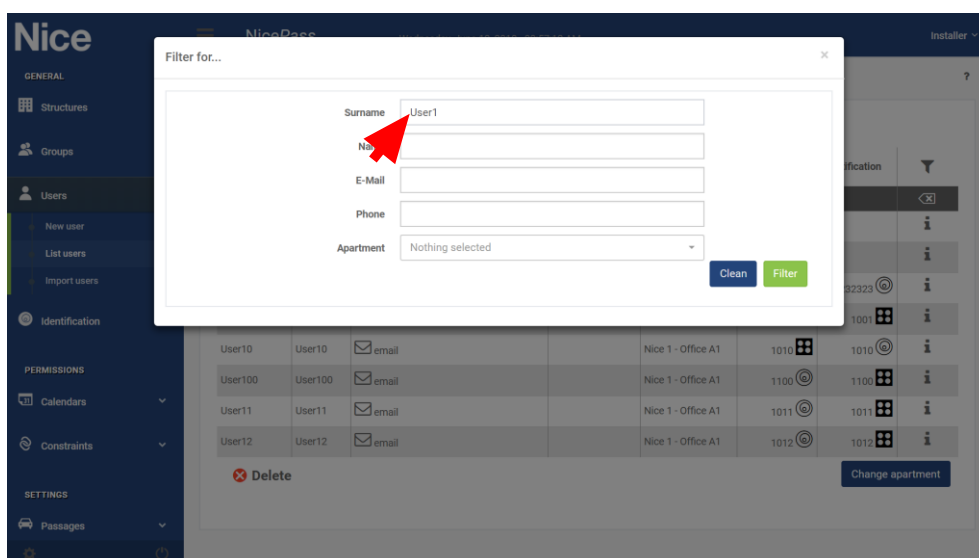 Nice
NicePass
Installer
Filter for...
×
GENERAL
?
Structures
Surname
User1
Groups
E-Mail
Users
Phone
New user
Apartment
Nothing selected
List users
Clean
Filter
Import users
232323
Identification
1001
User10 User10 email Nice 1 - Office A1 1010 1010
PERMISSIONS
User100 User100 email Nice 1 - Office A1 1100 1100
Calendars
User11 User11 email Nice 1 - Office A1 1011 1011
Constraints
User12 User12 email Nice 1 - Office A1 1012 1012
Delete
Change apartment
SETTINGS
Passages